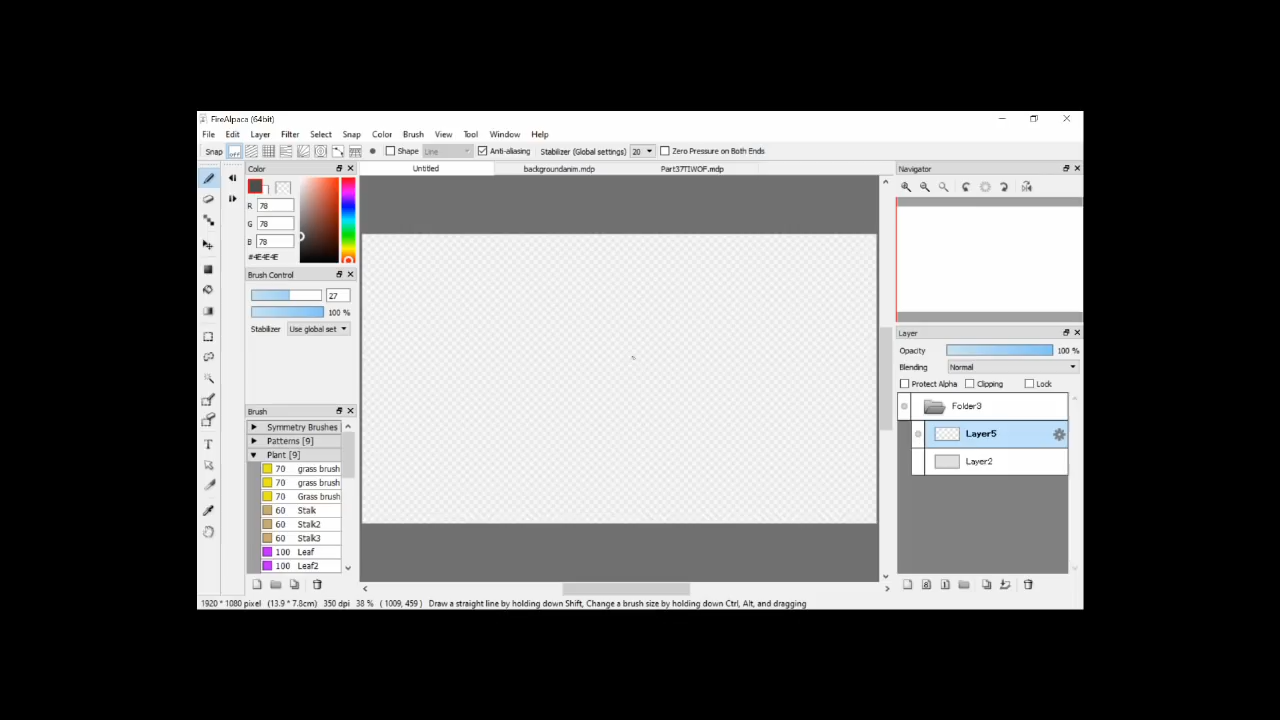 FireAlpaca (64bit)
File Edit Layer Filter Select Snap Color Brush View Tool Window Help
Snap OFF Shape Line Anti-aliasing Stabilizer (Global settings) 20 Zero Pressure on Both Ends
Color
R 78
G 78
B 78
#4E4E4E
Brush Control
27
100 %
Stabilizer Use global set
Brush
Symmetry Brushes
Patterns [9]
Plant [9]
70 grass brush
70 grass brush
70 Grass brush
60 Stalk
60 Stalk2
60 Stalk3
100 Leaf
100 Leaf2
Untitled backgroundanim.mdp Part37TIWOF.mdp
Navigator
Layer
Opacity 100 %
Blending Normal
Protect Alpha Clipping Lock
Folder3
Layer5
Layer2
1920 * 1080 pixel (13.9 * 7.8cm) 350 dpi 38 % ( 1009, 459 ) Draw a straight line by holding down Shift, Change a brush size by holding down Ctrl, Alt, and dragging